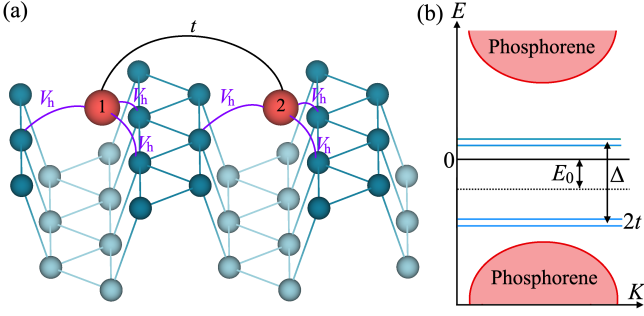 (a)
t
V_h
1
V_h
V_h
V_h
2
V_h
V_h
(b)
E
Phosphorene
0
E_0
Δ
2t
Phosphorene
K